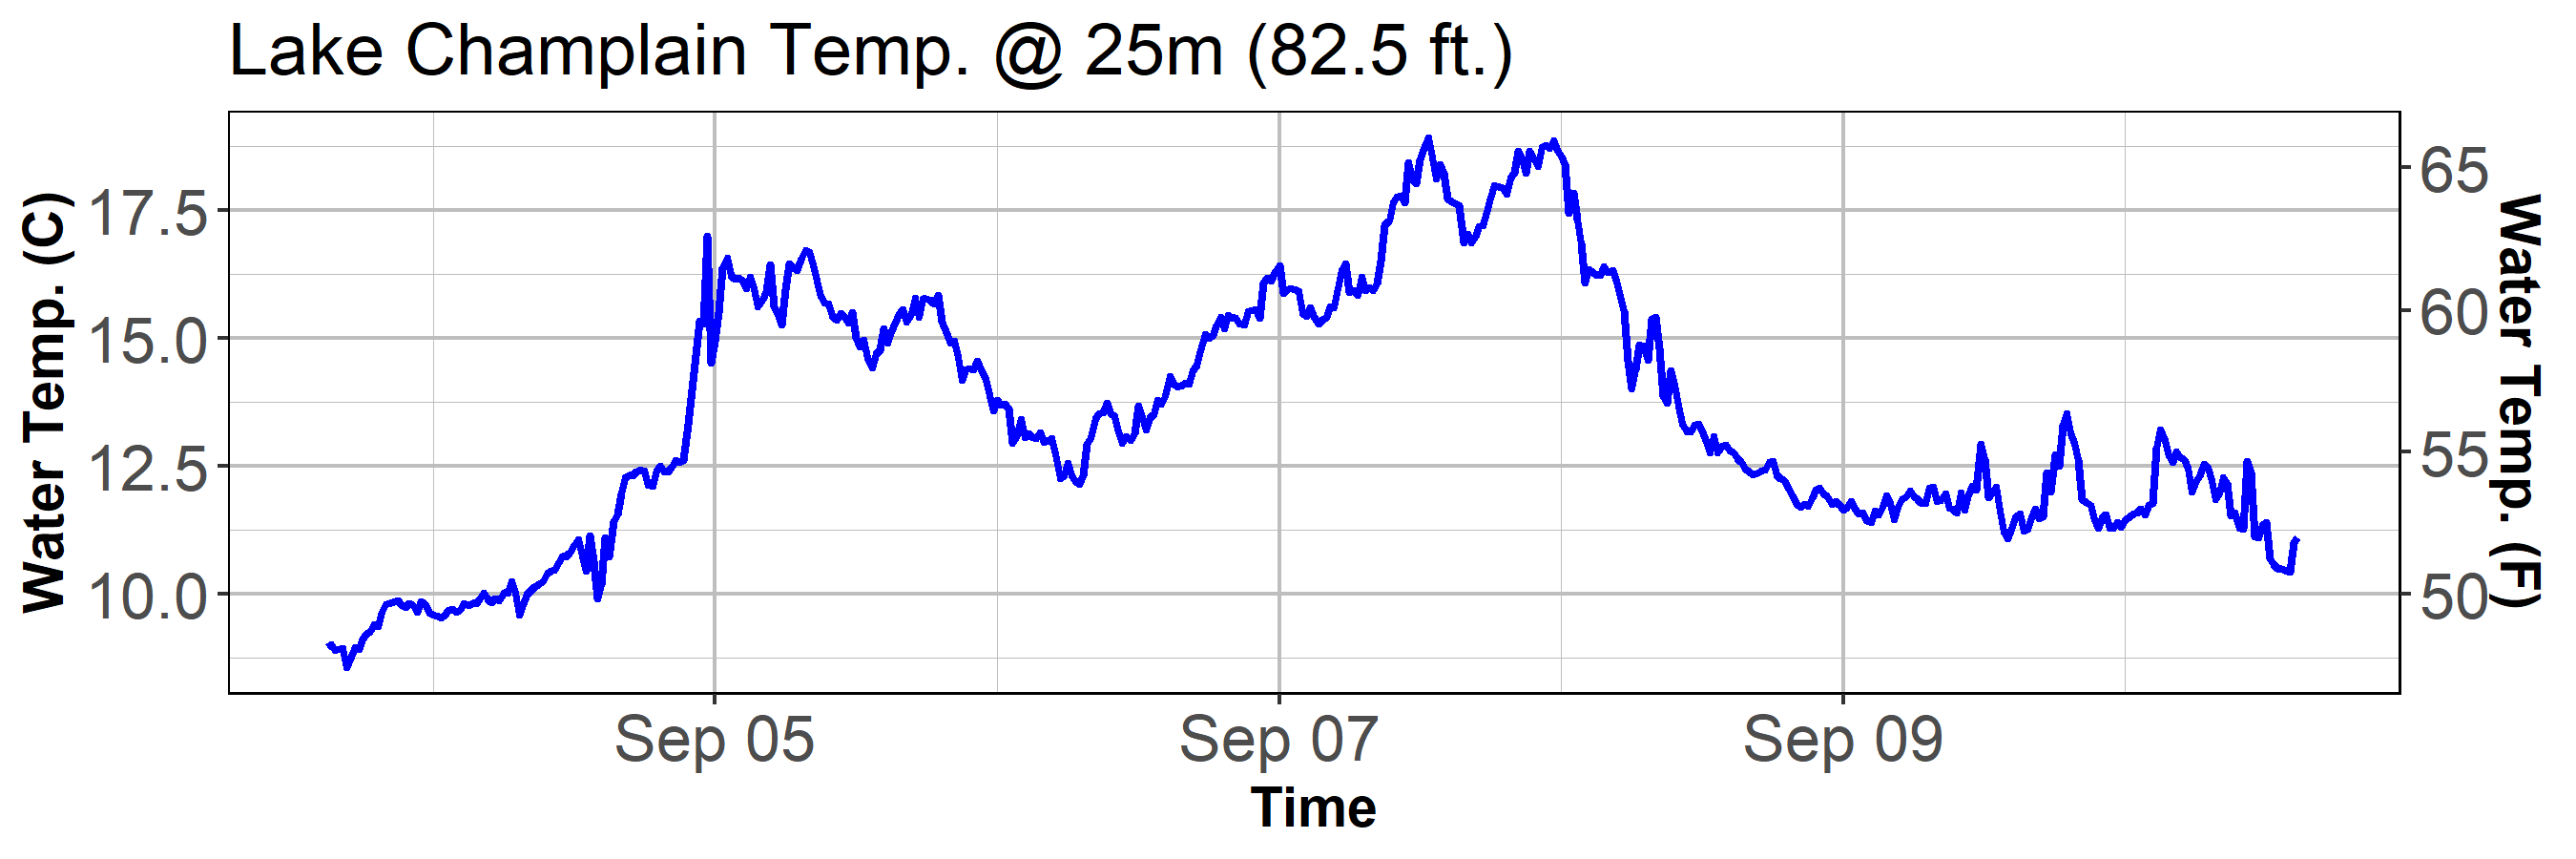 Lake Champlain Temp. @ 25m (82.5 ft.)
Water Temp. (C)
17.5
15.0
12.5
10.0
65
60
55
50
Water Temp. (F)
Sep 05
Sep 07
Sep 09
Time